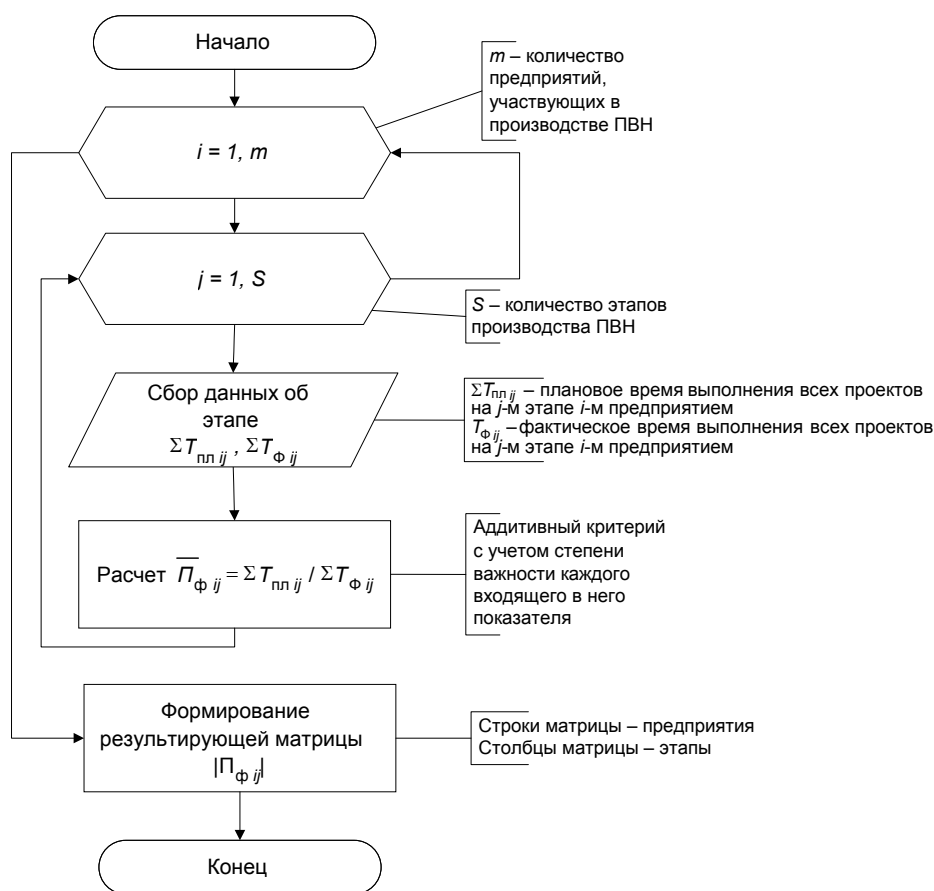 Начало
m – количество
предприятий,
участвующих в
производстве ПВН
i = 1, m
j = 1, S
S – количество этапов
производства ПВН
Сбор данных об
этапе
ΣTпл ij , ΣTФ ij
ΣTпл ij – плановое время выполнения всех проектов
на j-м этапе i-м предприятием
TФ ij – фактическое время выполнения всех проектов
на j-м этапе i-м предприятием
Расчет П̅ф ij = ΣTпл ij / ΣTФ ij
Аддитивный критерий
с учетом степени
важности каждого
входящего в него
показателя
Формирование
результирующей матрицы
|Пф ij|
Строки матрицы – предприятия
Столбцы матрицы – этапы
Конец